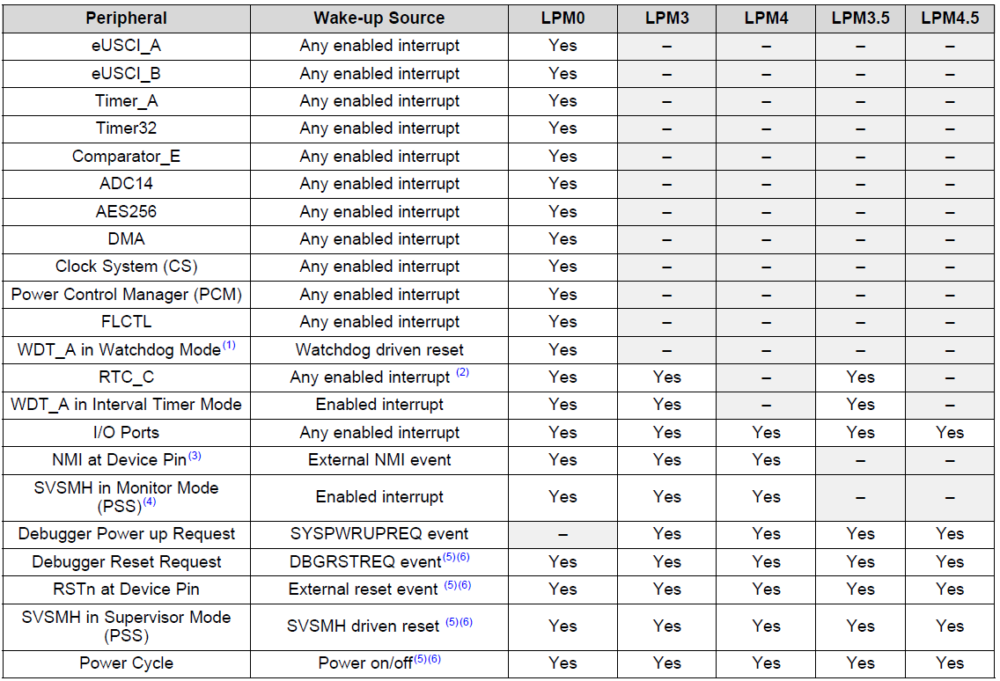 Peripheral Wake-up Source LPM0 LPM3 LPM4 LPM3.5 LPM4.5
eUSCI_A Any enabled interrupt Yes – – – –
eUSCI_B Any enabled interrupt Yes – – – –
Timer_A Any enabled interrupt Yes – – – –
Timer32 Any enabled interrupt Yes – – – –
Comparator_E Any enabled interrupt Yes – – – –
ADC14 Any enabled interrupt Yes – – – –
AES256 Any enabled interrupt Yes – – – –
DMA Any enabled interrupt Yes – – – –
Clock System (CS) Any enabled interrupt Yes – – – –
Power Control Manager (PCM) Any enabled interrupt Yes – – – –
FLCTL Any enabled interrupt Yes – – – –
WDT_A in Watchdog Mode(1) Watchdog driven reset Yes – – – –
RTC_C Any enabled interrupt (2) Yes Yes – Yes –
WDT_A in Interval Timer Mode Enabled interrupt Yes Yes – Yes –
I/O Ports Any enabled interrupt Yes Yes Yes Yes Yes
NMI at Device Pin(3) External NMI event Yes Yes Yes – –
SVSMH in Monitor Mode
(PSS)(4) Enabled interrupt Yes Yes Yes – –
Debugger Power up Request SYSPWRUPREQ event – Yes Yes Yes Yes
Debugger Reset Request DBGRSTREQ event(5)(6) Yes Yes Yes Yes Yes
RSTn at Device Pin External reset event (5)(6) Yes Yes Yes Yes Yes
SVSMH in Supervisor Mode
(PSS) SVSMH driven reset (5)(6) Yes Yes Yes Yes Yes
Power Cycle Power on/off(5)(6) Yes Yes Yes Yes Yes